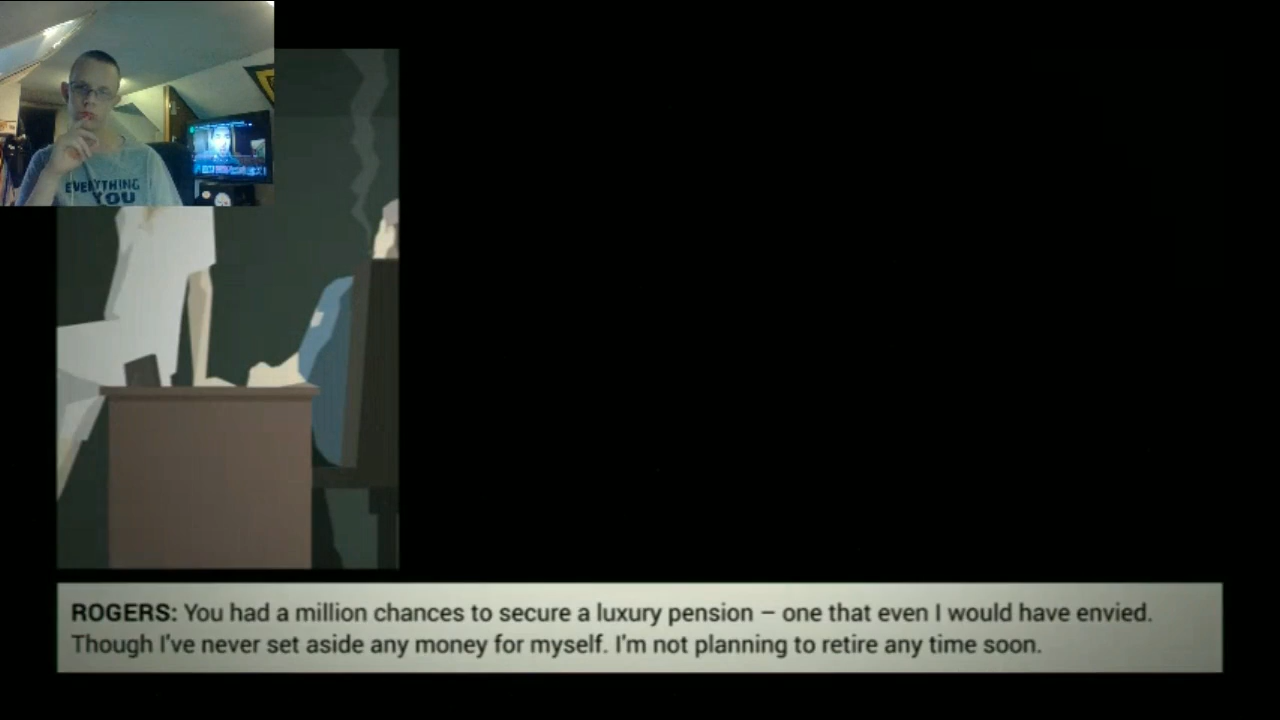 EVERYTHING
YOU
ROGERS: You had a million chances to secure a luxury pension – one that even I would have envied.
Though I've never set aside any money for myself. I'm not planning to retire any time soon.